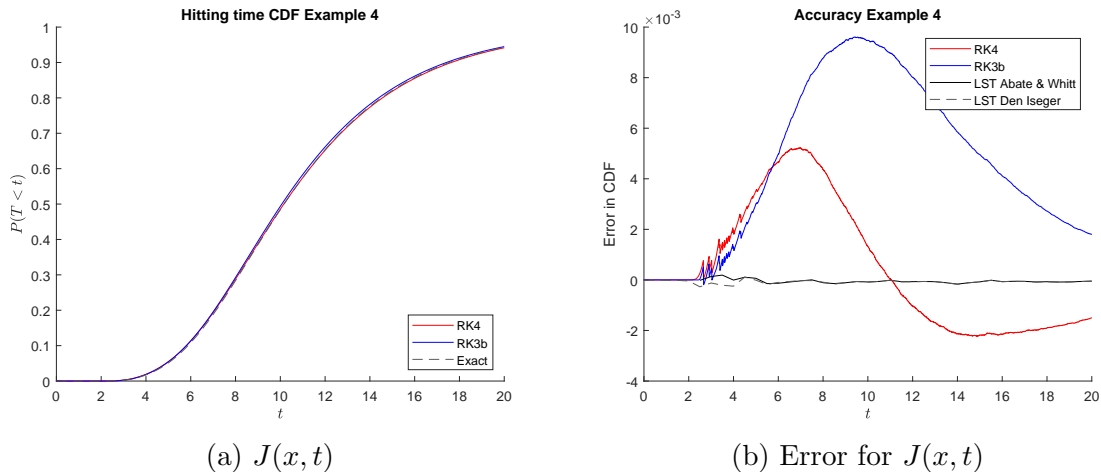 Hitting time CDF Example 4
1
0.9
0.8
0.7
0.6
0.5
0.4
0.3
0.2
0.1
0
P(T < t)
0 2 4 6 8 10 12 14 16 18 20
t
RK4
RK3b
Exact
(a) J(x, t)
Accuracy Example 4
×10⁻³
10
8
6
4
2
0
-2
-4
Error in CDF
0 2 4 6 8 10 12 14 16 18 20
t
RK4
RK3b
LST Abate & Whitt
LST Den Iseger
(b) Error for J(x, t)